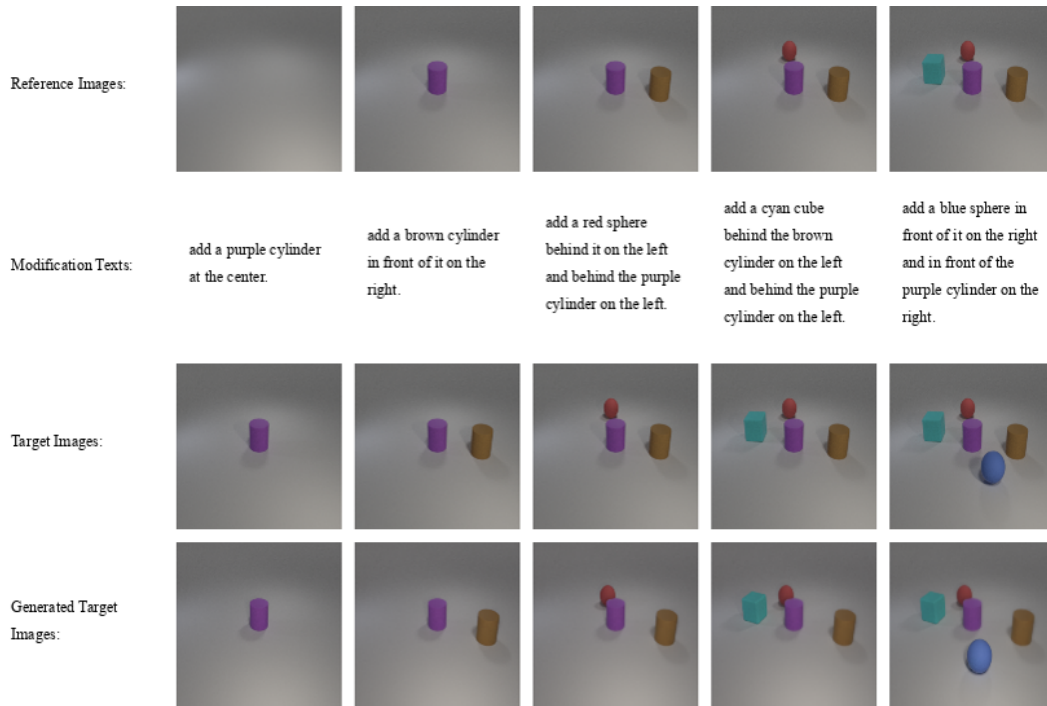 Reference Images:
Modification Texts:
add a purple cylinder
at the center.
add a brown cylinder
in front of it on the
right.
add a red sphere
behind it on the left
and behind the purple
cylinder on the left.
add a cyan cube
behind the brown
cylinder on the left
and behind the purple
cylinder on the left.
add a blue sphere in
front of it on the right
and in front of the
purple cylinder on the
right.
Target Images:
Generated Target
Images: